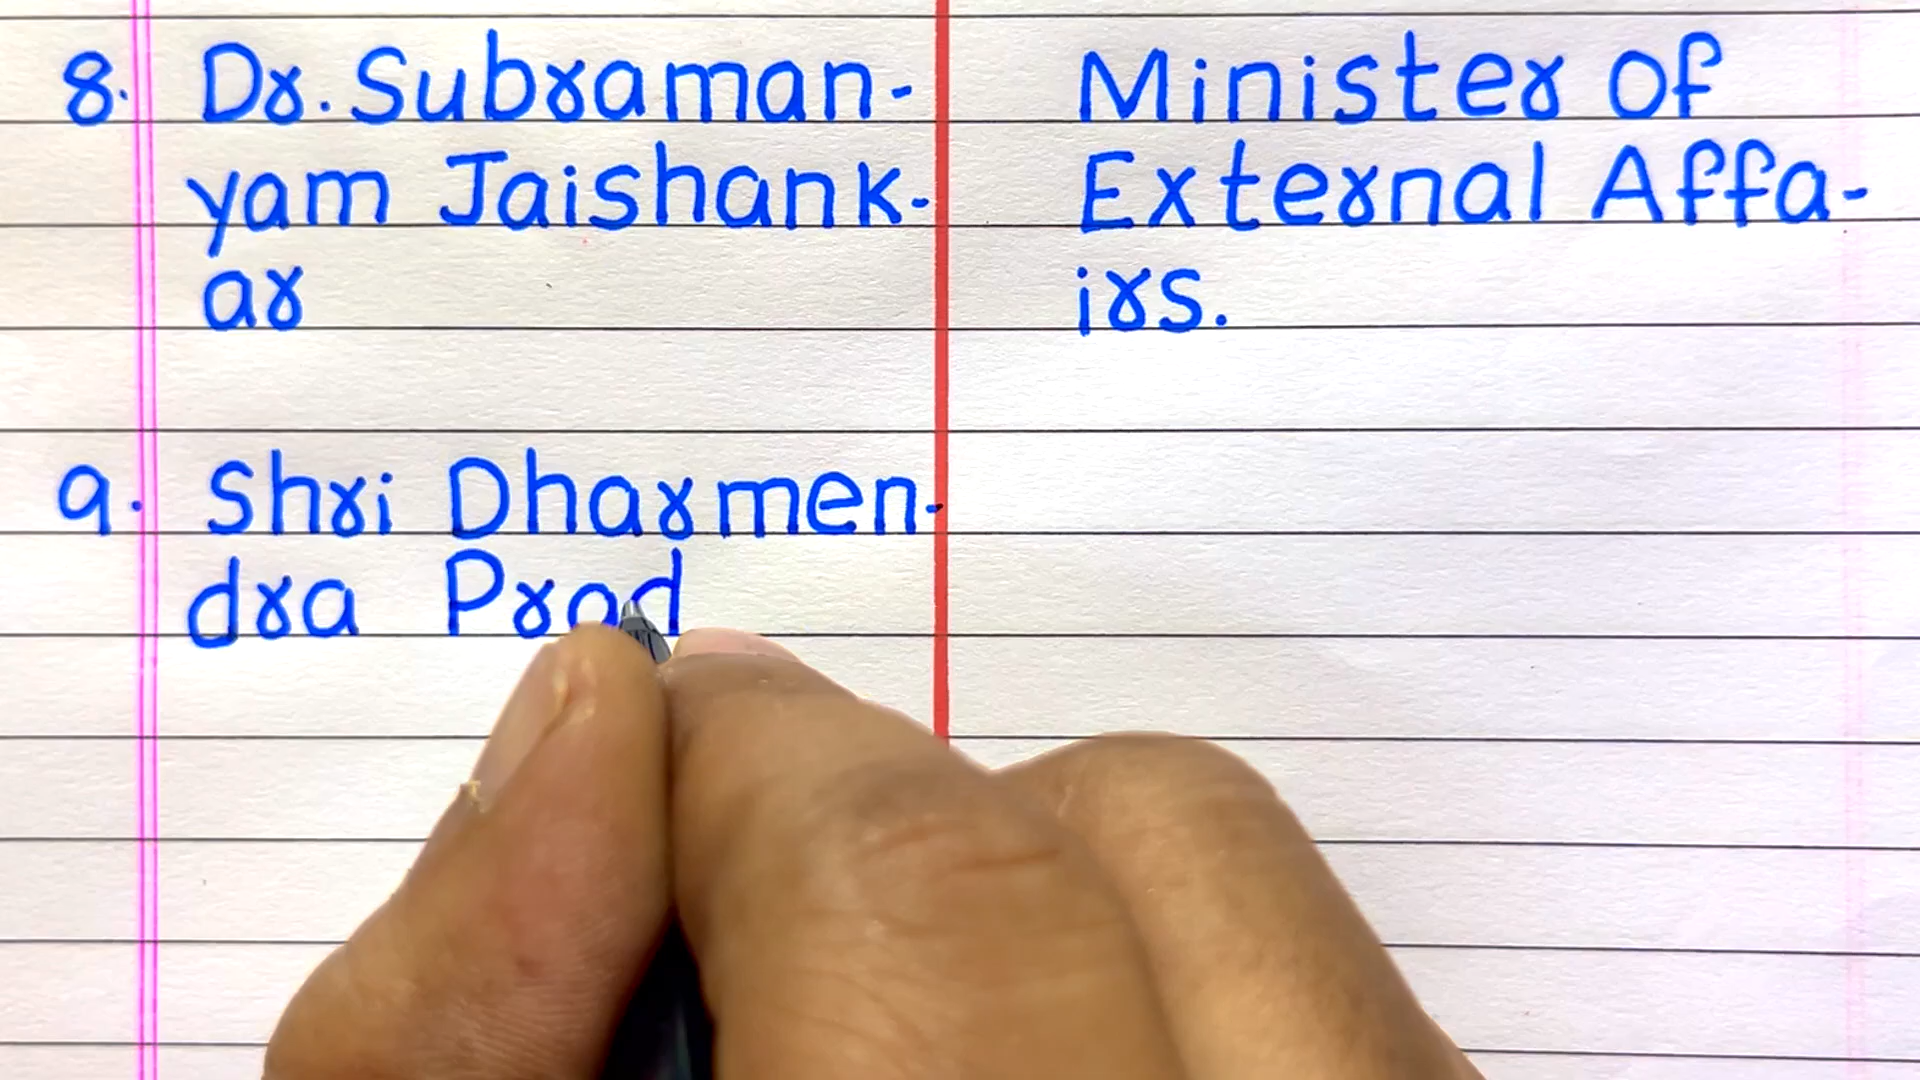 8. Dr. Subraman-
yam Jaishank-
ar
Minister of
External Affa-
irs.
9. Shri Dharmen-
dra Prad